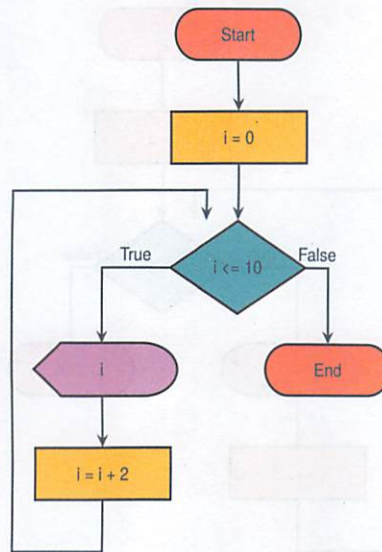 Start
i = 0
i <= 10
True
False
i
End
i = i + 2